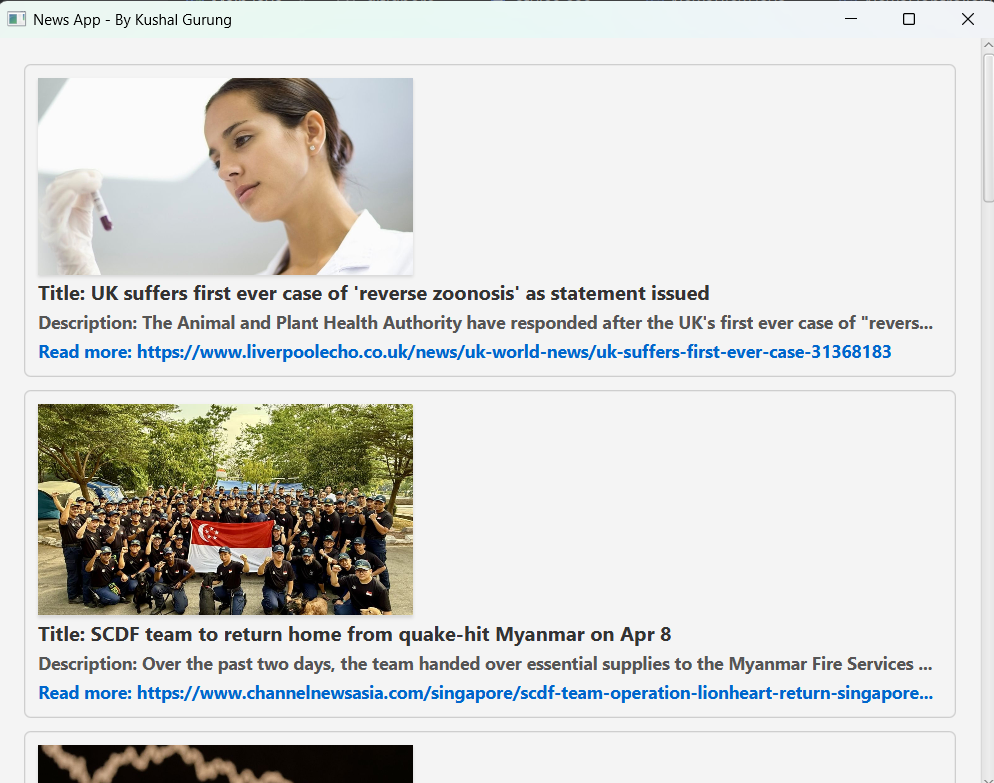 News App - By Kushal Gurung
Title: UK suffers first ever case of 'reverse zoonosis' as statement issued
Description: The Animal and Plant Health Authority have responded after the UK's first ever case of "revers...
Read more: https://www.liverpoolecho.co.uk/news/uk-world-news/uk-suffers-first-ever-case-31368183
Title: SCDF team to return home from quake-hit Myanmar on Apr 8
Description: Over the past two days, the team handed over essential supplies to the Myanmar Fire Services ...
Read more: https://www.channelnewsasia.com/singapore/scdf-team-operation-lionheart-return-singapore...